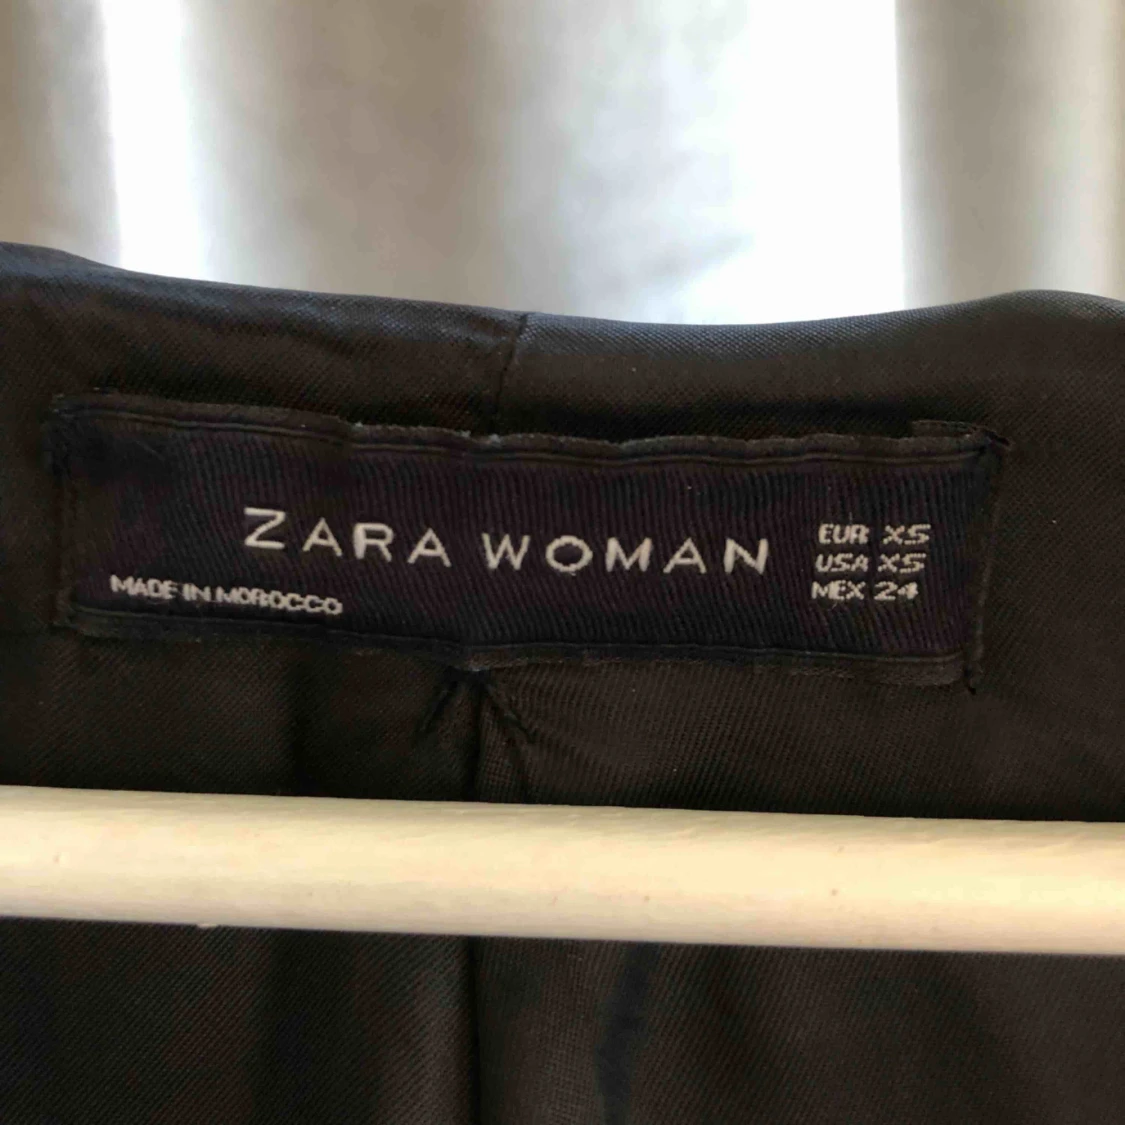 ZARA WOMAN
MADE IN MOROCCO
EUR XS
USA XS
MEX 24